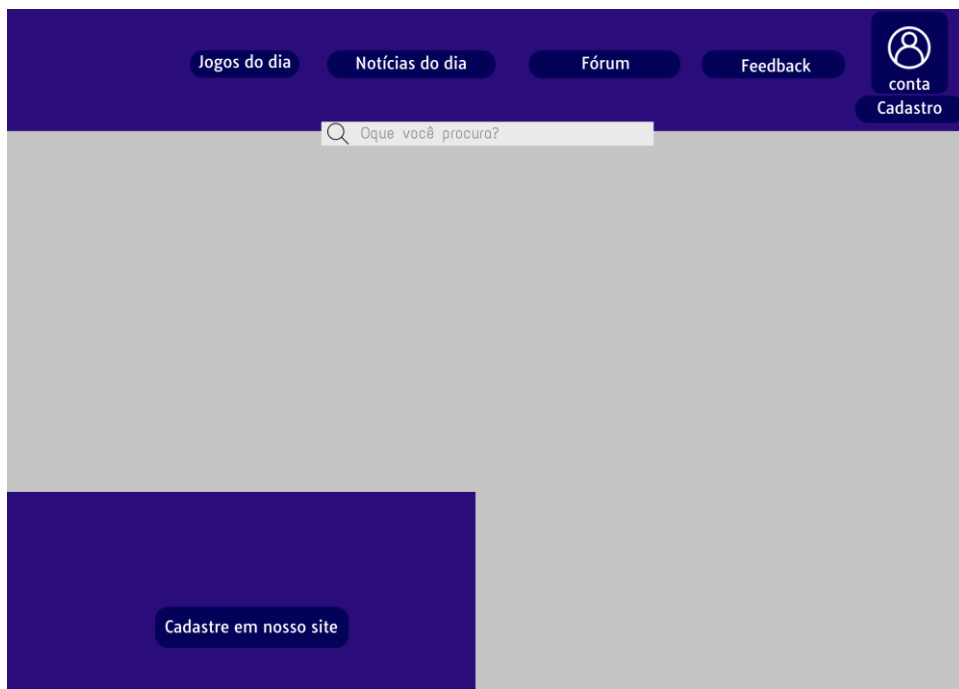 Jogos do dia
Notícias do dia
Fórum
Feedback
conta
Cadastro
Oque você procura?
Cadastre em nosso site